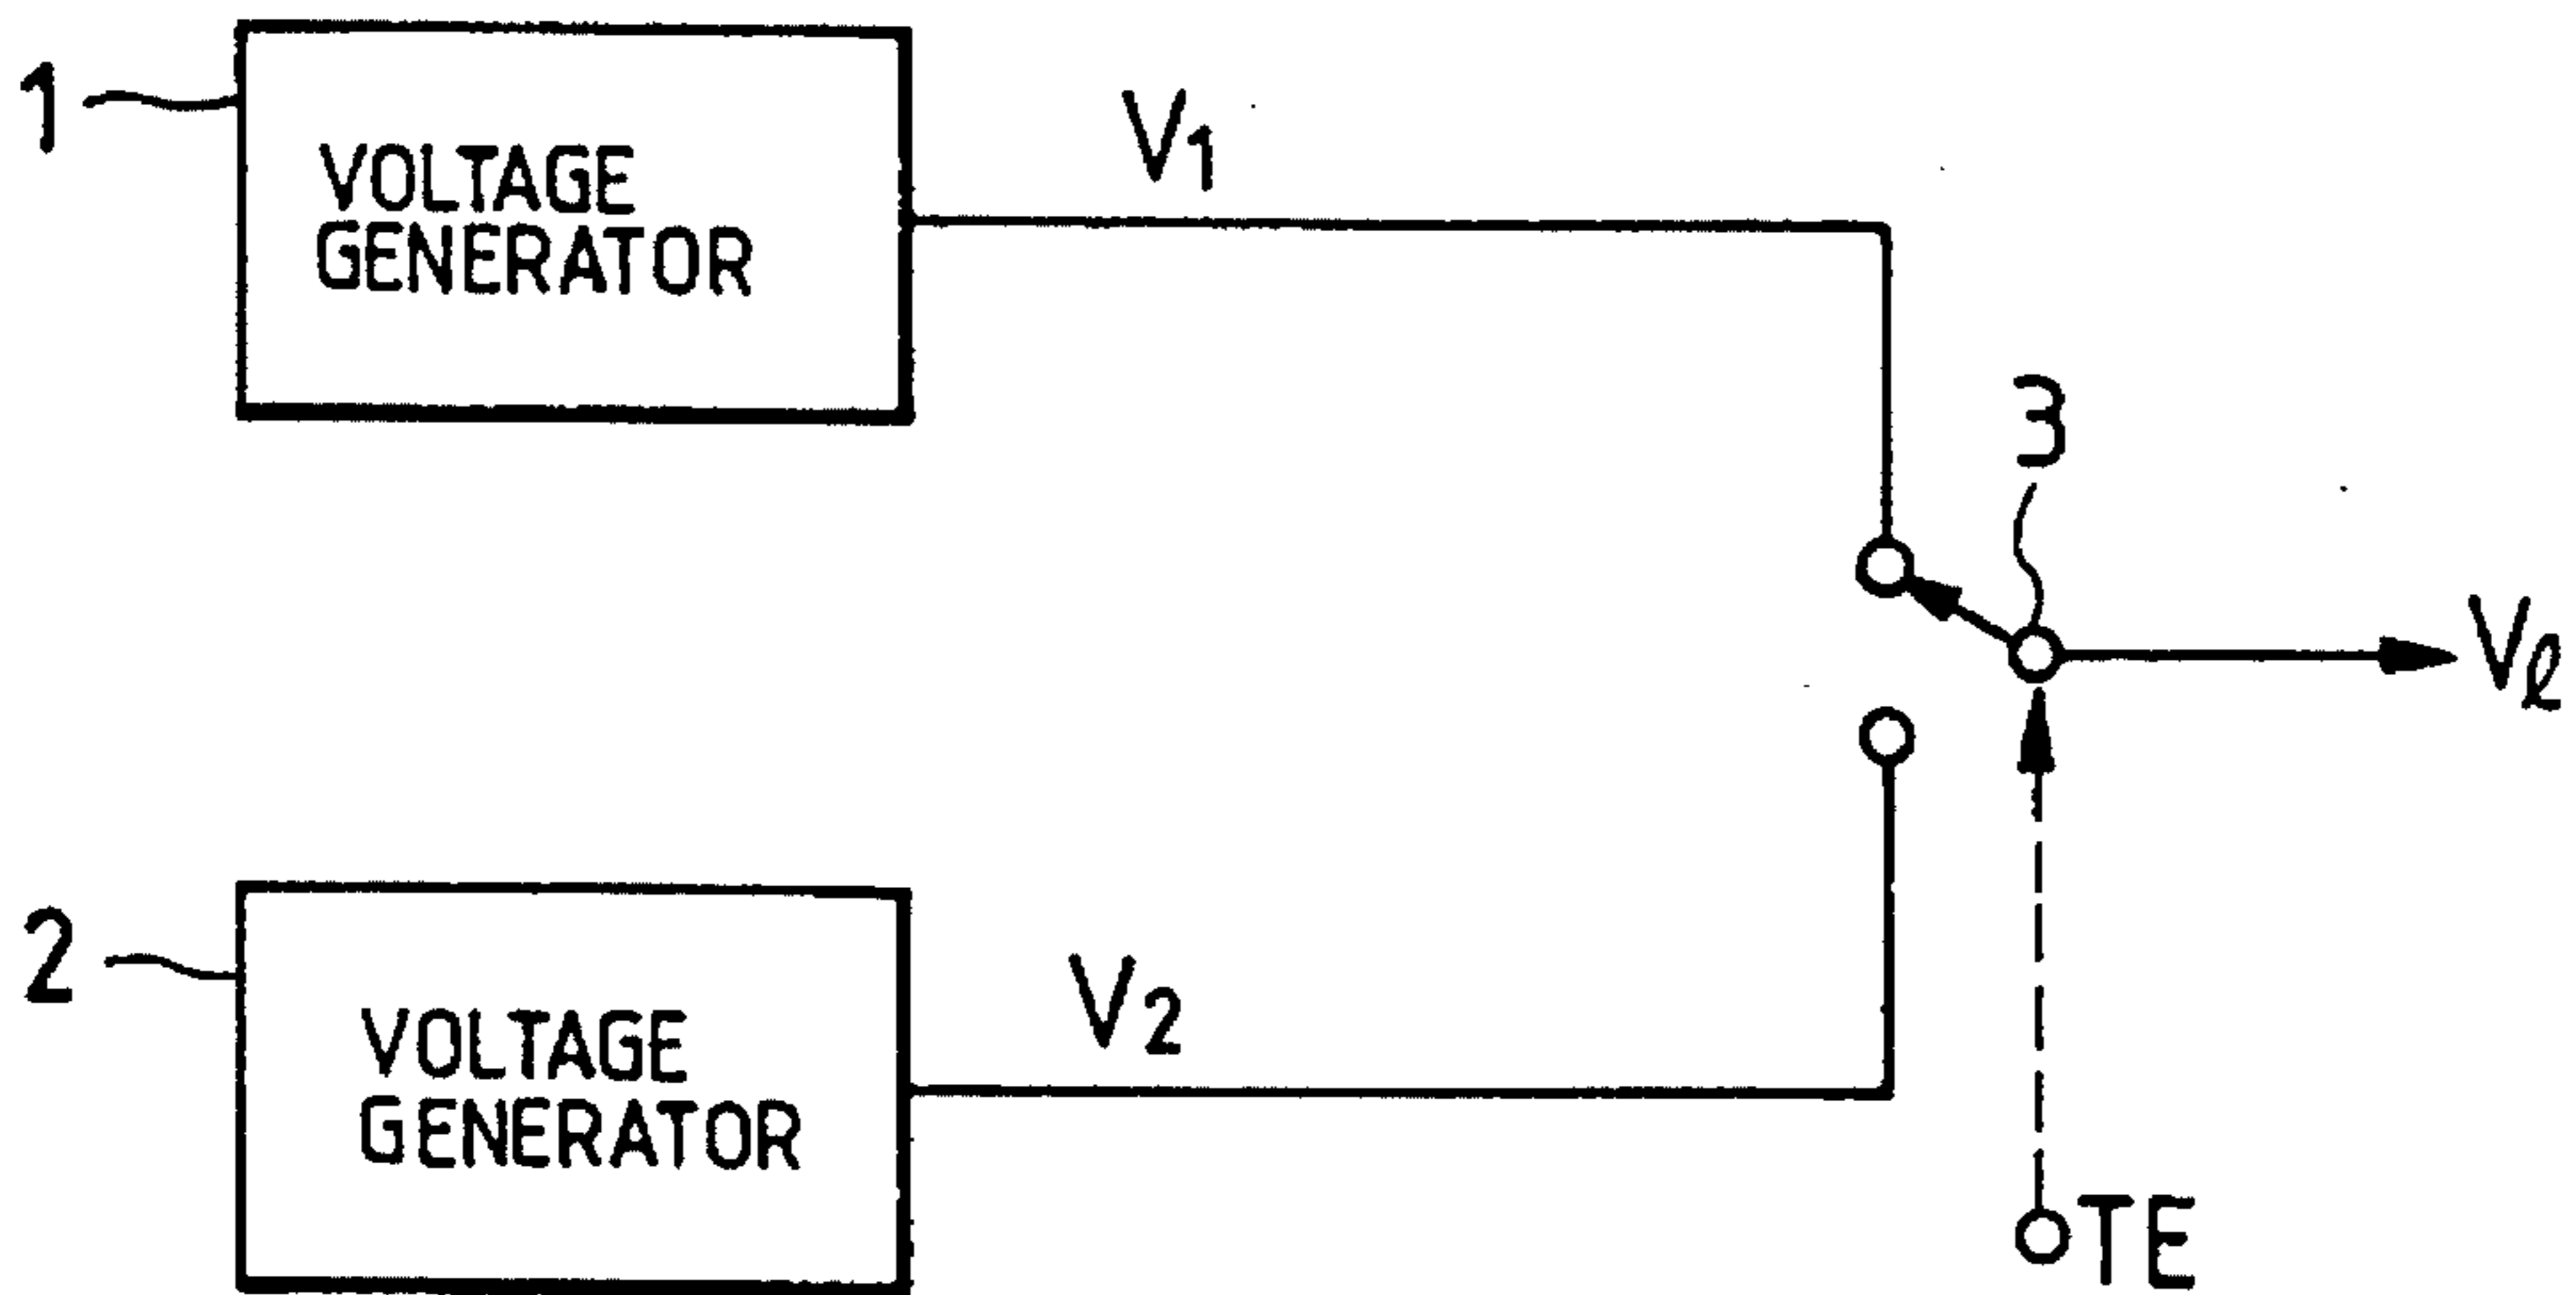 1
VOLTAGE
GENERATOR
V1
3
Vℓ
2
VOLTAGE
GENERATOR
V2
TE